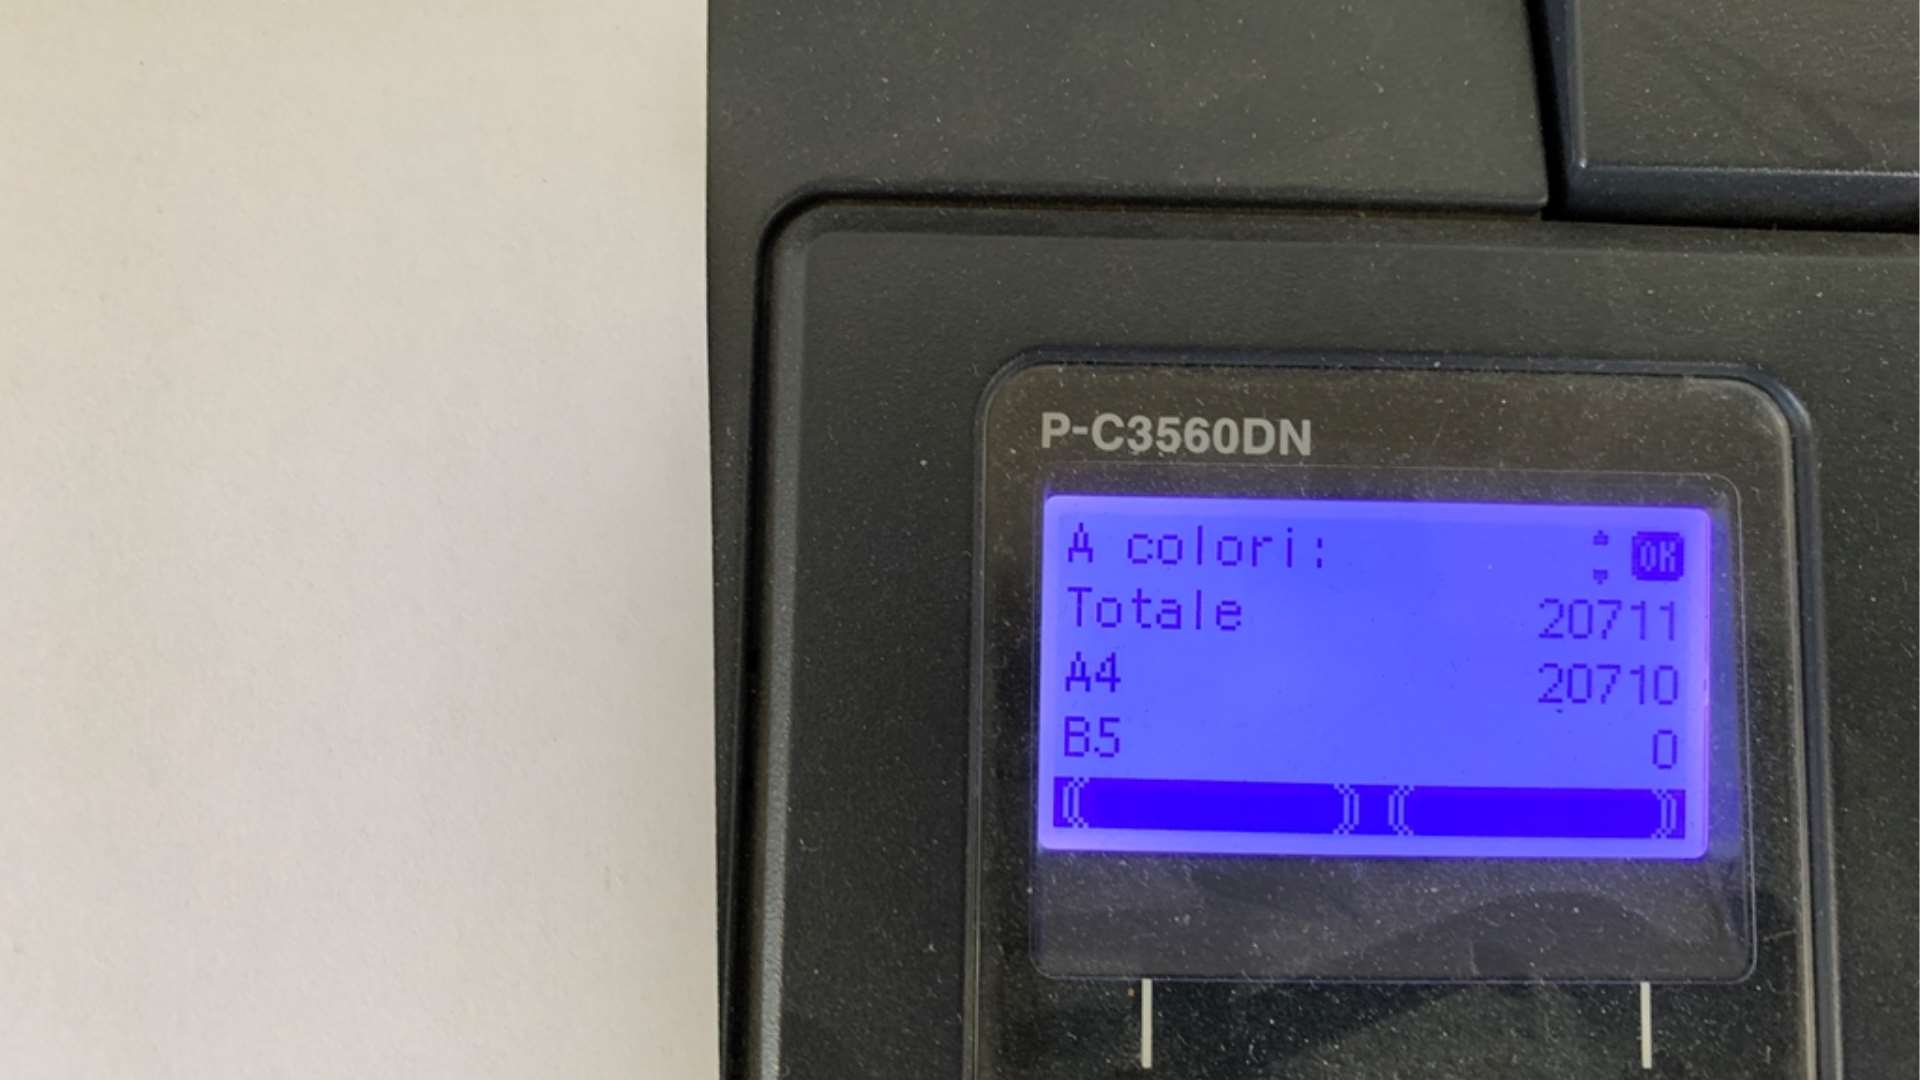 P-C3560DN
A colori: OK
Totale 20711
A4 20710
B5 0